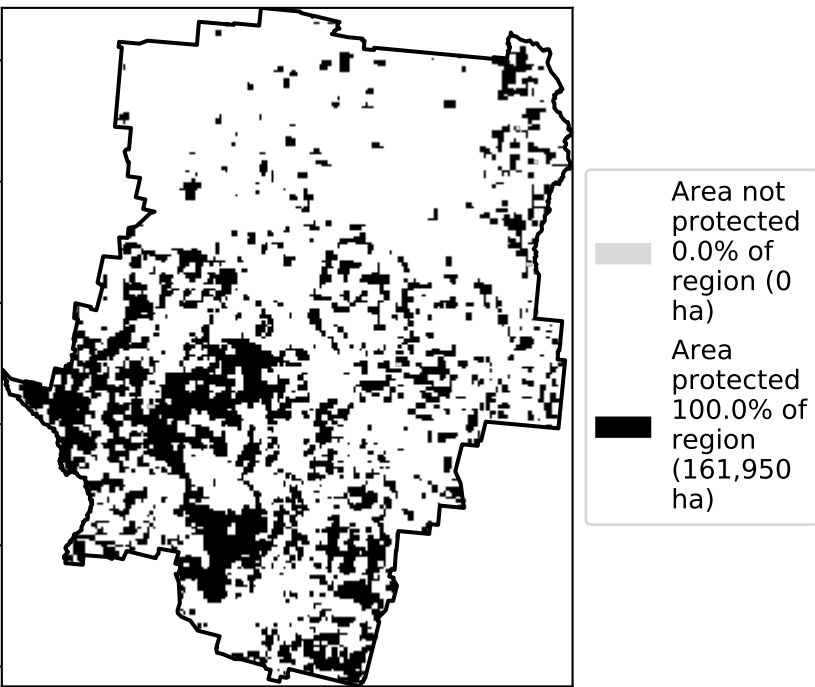 Area not
protected
0.0% of
region (0
ha)
Area
protected
100.0% of
region
(161,950
ha)